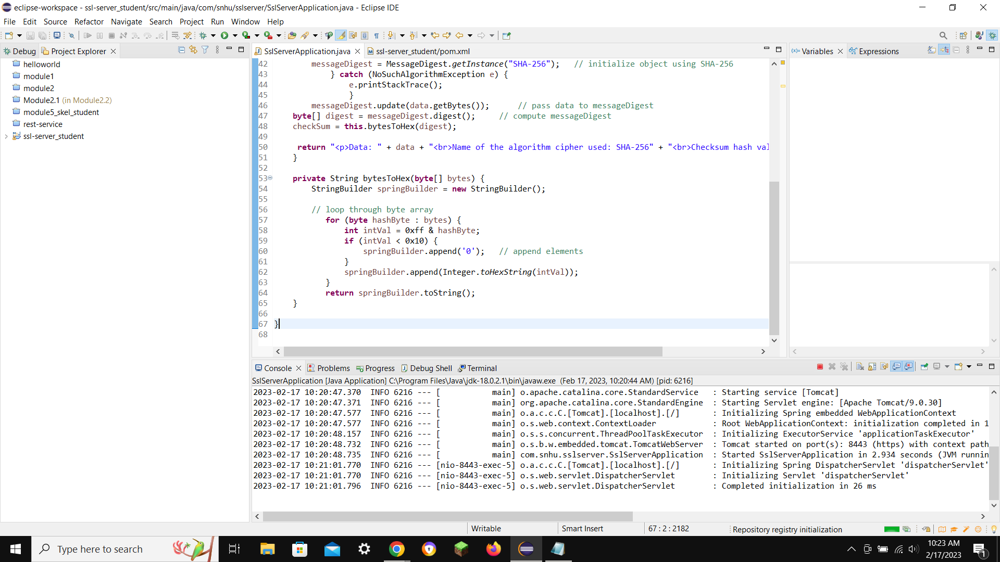 eclipse-workspace - ssl-server_student/src/main/java/com/snhu/sslserver/SslServerApplication.java - Eclipse IDE
File Edit Source Refactor Navigate Search Project Run Window Help
Debug Project Explorer
helloworld
module1
module2
Module2.1 (in Module2.2)
module5_skel_student
rest-service
ssl-server_student
SslServerApplication.java ssl-server_student/pom.xml
42 messageDigest = MessageDigest.getInstance("SHA-256"); // initialize object using SHA-256
43 } catch (NoSuchAlgorithmException e) {
44 e.printStackTrace();
45 }
46 messageDigest.update(data.getBytes()); // pass data to messageDigest
47 byte[] digest = messageDigest.digest(); // compute messageDigest
48 checkSum = this.bytesToHex(digest);
49
50 return "<p>Data: " + data + "<br>Name of the algorithm cipher used: SHA-256" + "<br>Checksum hash val
51 }
52
53 private String bytesToHex(byte[] bytes) {
54 StringBuilder springBuilder = new StringBuilder();
55
56 // loop through byte array
57 for (byte hashByte : bytes) {
58 int intVal = 0xff & hashByte;
59 if (intVal < 0x10) {
60 springBuilder.append('0'); // append elements
61 }
62 springBuilder.append(Integer.toHexString(intVal));
63 }
64 return springBuilder.toString();
65 }
66
67 }
68
(x)= Variables Expressions
Console Problems Progress Debug Shell Terminal
SslServerApplication [Java Application] C:\Program Files\Java\jdk-18.0.2.1\bin\javaw.exe (Feb 17, 2023, 10:20:44 AM) [pid: 6216]
2023-02-17 10:20:47.370 INFO 6216 --- [ main] o.apache.catalina.core.StandardService : Starting service [Tomcat]
2023-02-17 10:20:47.371 INFO 6216 --- [ main] org.apache.catalina.core.StandardEngine : Starting Servlet engine: [Apache Tomcat/9.0.30]
2023-02-17 10:20:47.577 INFO 6216 --- [ main] o.a.c.c.C.[Tomcat].[localhost].[/] : Initializing Spring embedded WebApplicationContext
2023-02-17 10:20:47.577 INFO 6216 --- [ main] o.s.web.context.ContextLoader : Root WebApplicationContext: initialization completed in 1
2023-02-17 10:20:48.157 INFO 6216 --- [ main] o.s.s.concurrent.ThreadPoolTaskExecutor : Initializing ExecutorService 'applicationTaskExecutor'
2023-02-17 10:20:48.732 INFO 6216 --- [ main] o.s.b.w.embedded.tomcat.TomcatWebServer : Tomcat started on port(s): 8443 (https) with context path
2023-02-17 10:20:48.735 INFO 6216 --- [ main] com.snhu.sslserver.SslServerApplication : Started SslServerApplication in 2.934 seconds (JVM runnin
2023-02-17 10:21:01.770 INFO 6216 --- [nio-8443-exec-5] o.a.c.c.C.[Tomcat].[localhost].[/] : Initializing Spring DispatcherServlet 'dispatcherServlet'
2023-02-17 10:21:01.770 INFO 6216 --- [nio-8443-exec-5] o.s.web.servlet.DispatcherServlet : Initializing Servlet 'dispatcherServlet'
2023-02-17 10:21:01.796 INFO 6216 --- [nio-8443-exec-5] o.s.web.servlet.DispatcherServlet : Completed initialization in 26 ms
Writable Smart Insert 67 : 2 : 2182 Repository registry initialization
Type here to search
10:23 AM
2/17/2023
1